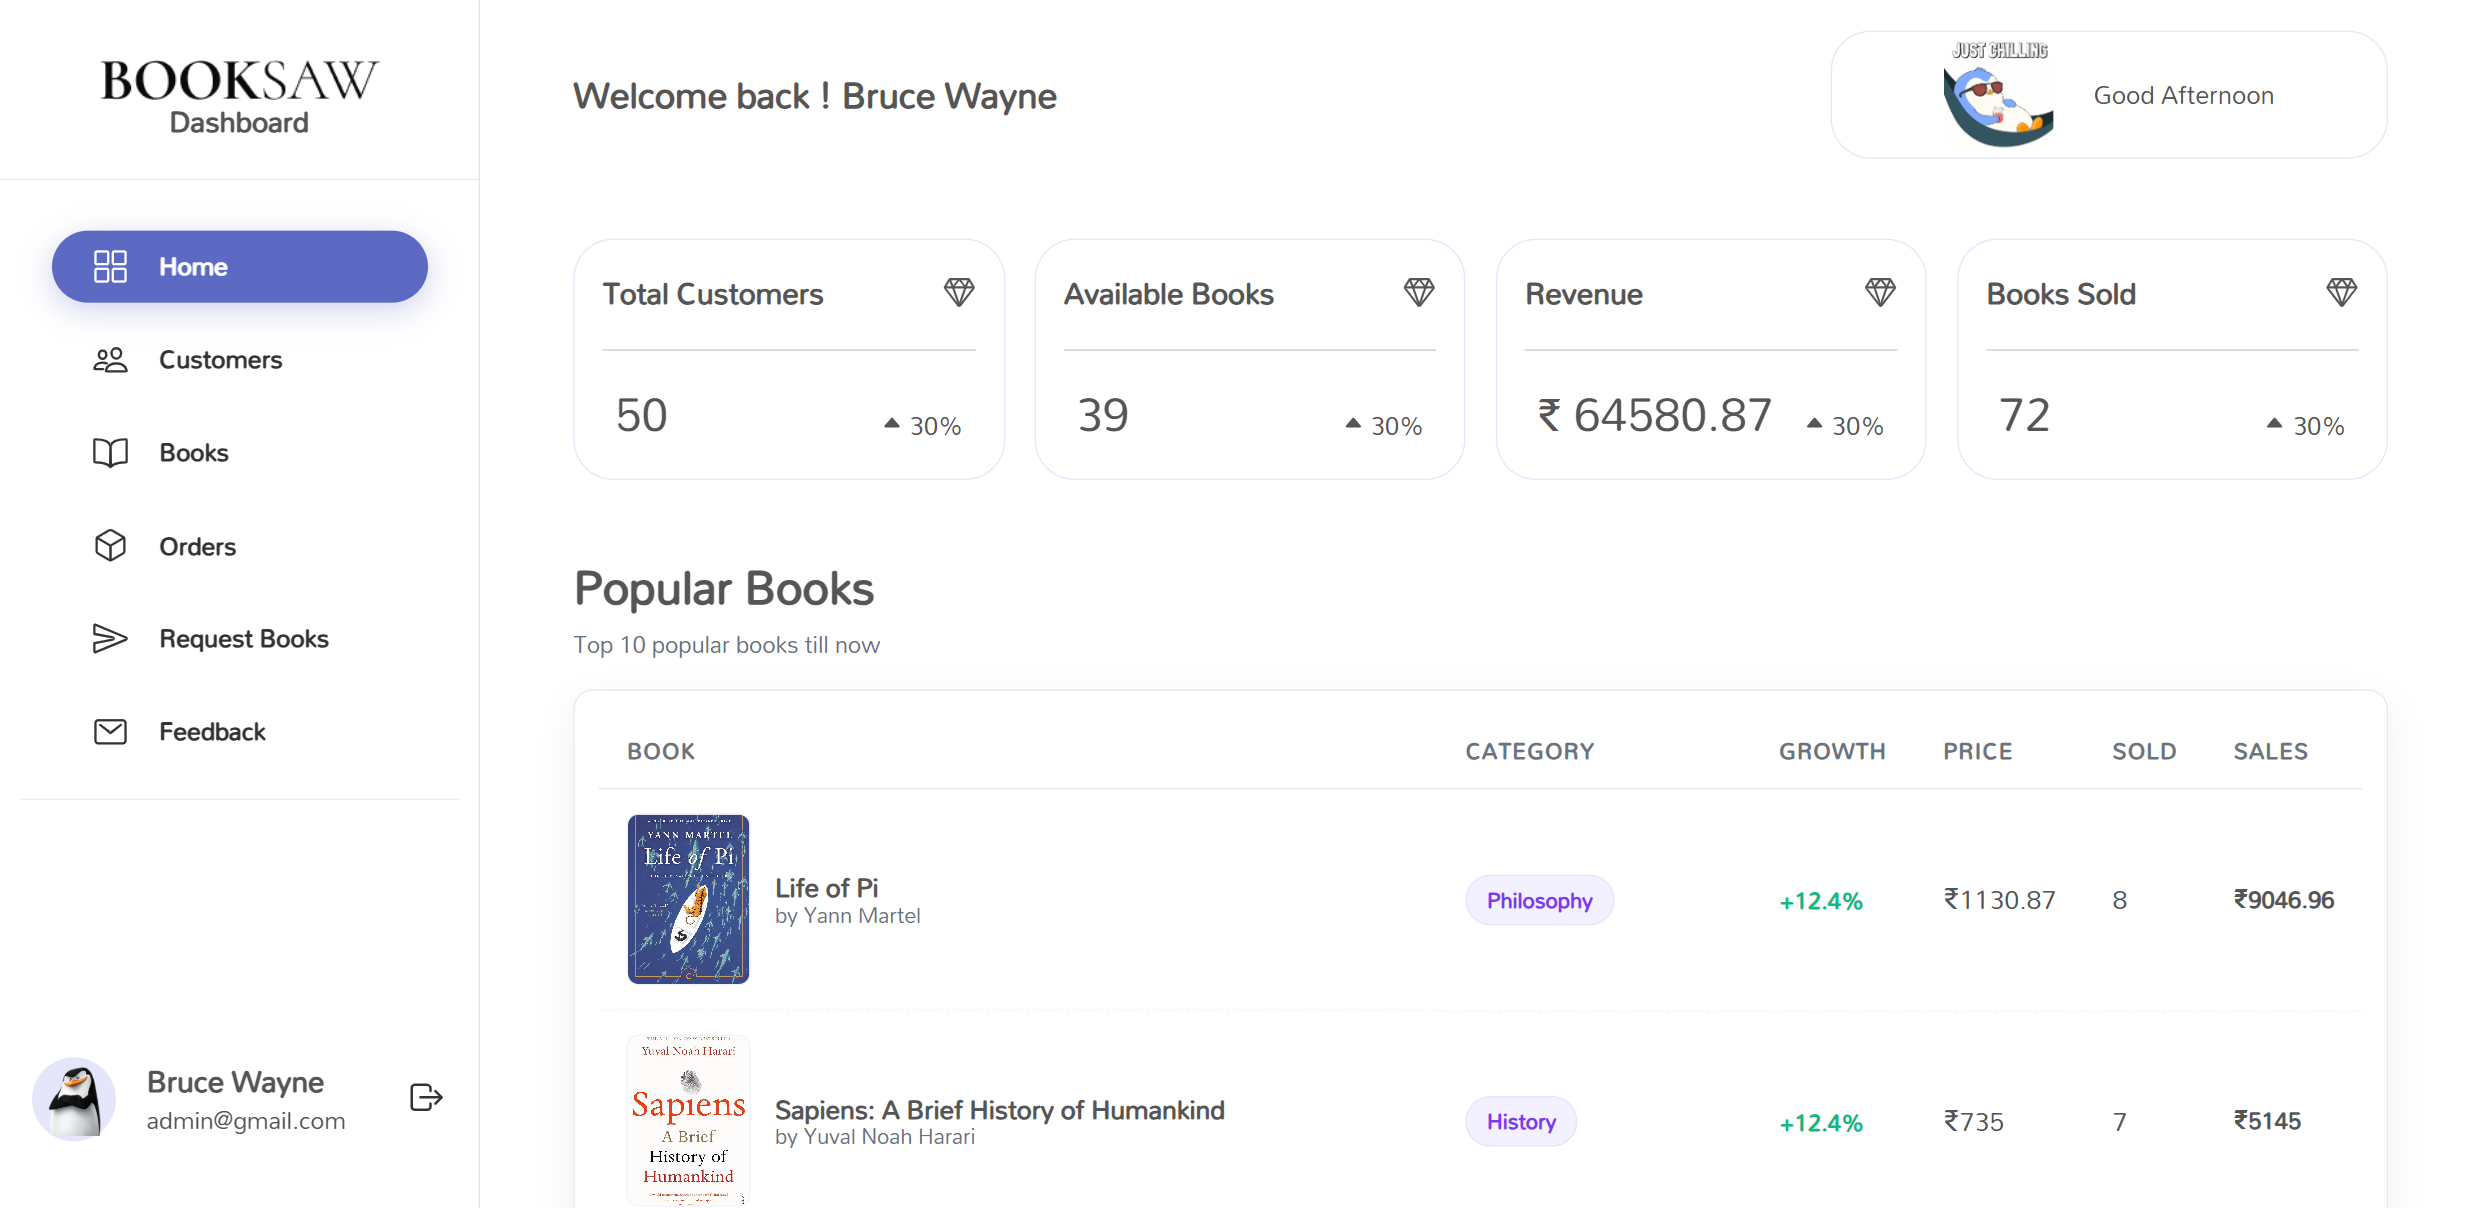 BOOKSAW
Dashboard
Home
Customers
Books
Orders
Request Books
Feedback
Bruce Wayne
admin@gmail.com
Welcome back ! Bruce Wayne
JUST CHILLING
Good Afternoon
Total Customers
50
30%
Available Books
39
30%
Revenue
₹ 64580.87
30%
Books Sold
72
30%
Popular Books
Top 10 popular books till now
BOOK CATEGORY GROWTH PRICE SOLD SALES
YANN MARTEL
Life of Pi
Life of Pi
by Yann Martel
Philosophy
+12.4%
₹1130.87
8
₹9046.96
Yuval Noah Harari
Sapiens
A Brief
History of
Humankind
Sapiens: A Brief History of Humankind
by Yuval Noah Harari
History
+12.4%
₹735
7
₹5145